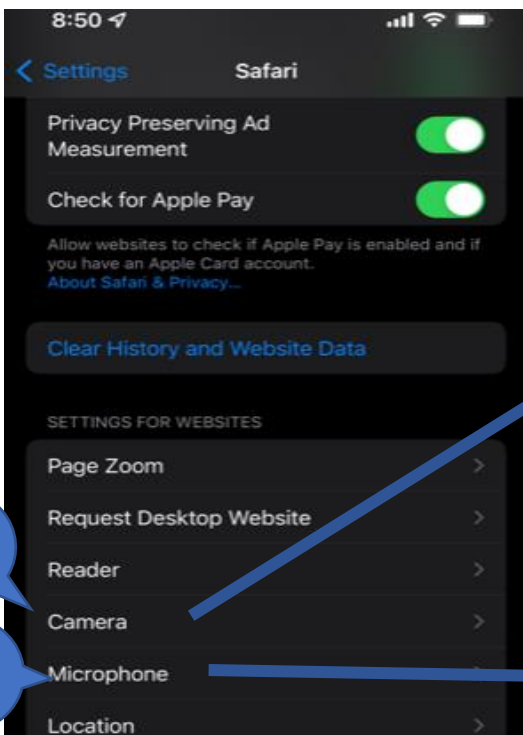 8:50
Settings
Safari
Privacy Preserving Ad
Measurement
Check for Apple Pay
Allow websites to check if Apple Pay is enabled and if
you have an Apple Card account.
About Safari & Privacy...
Clear History and Website Data
SETTINGS FOR WEBSITES
Page Zoom
Request Desktop Website
Reader
Camera
Microphone
Location